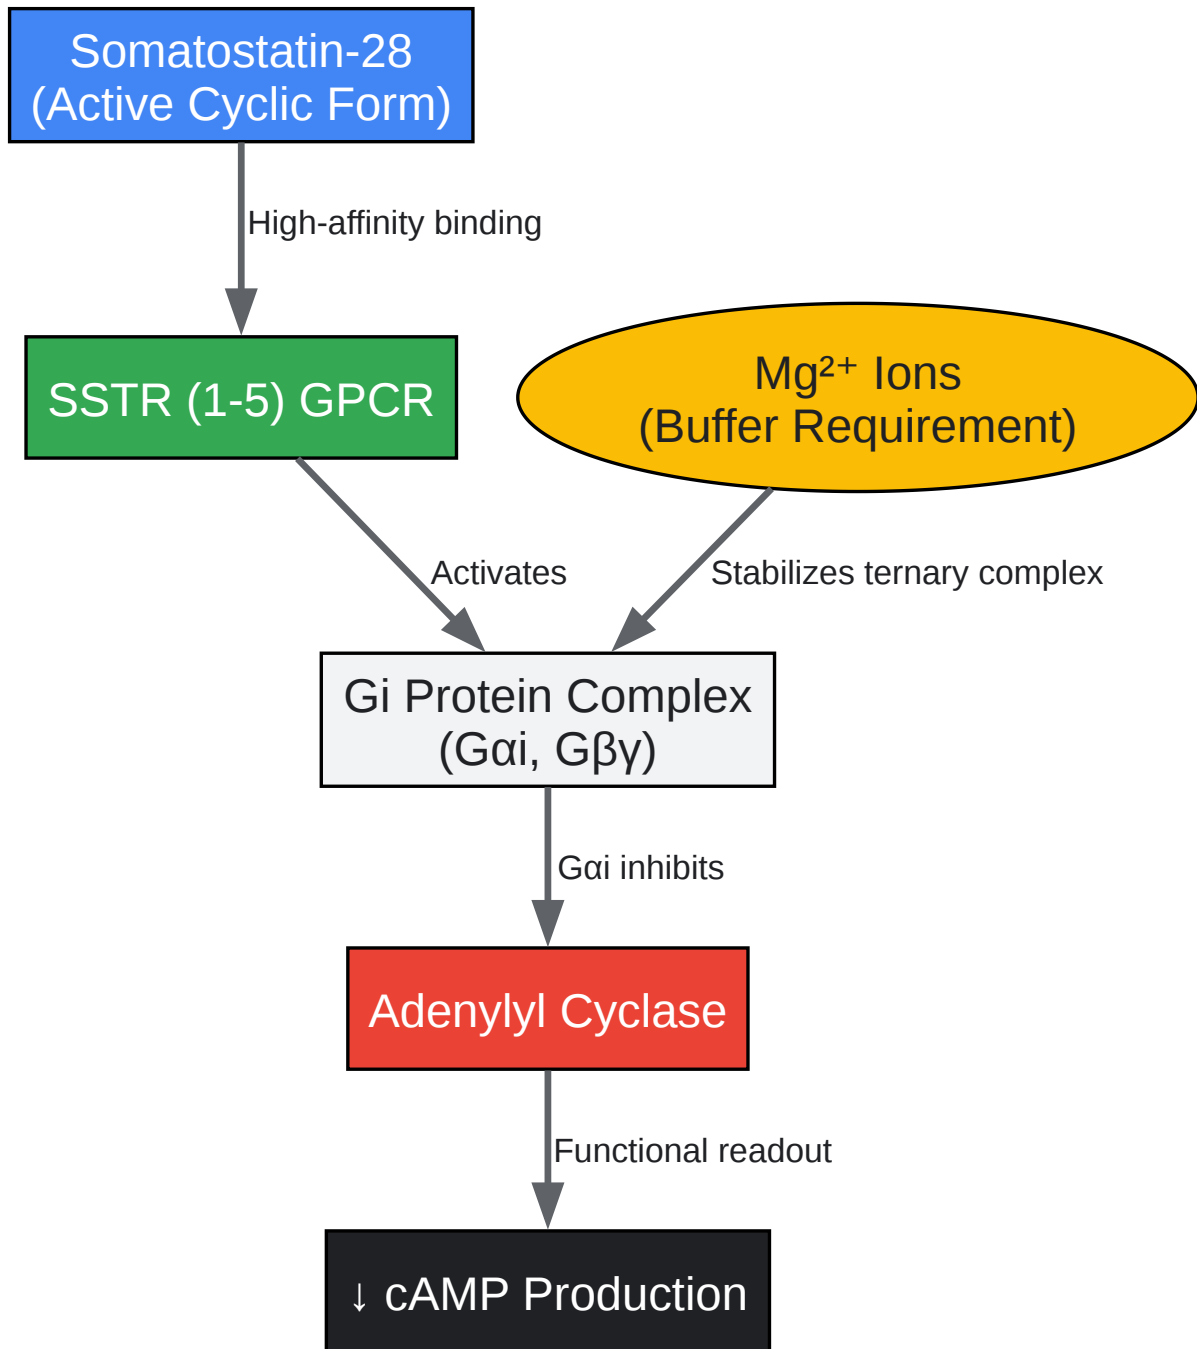 Somatostatin-28
(Active Cyclic Form)
High-affinity binding
SSTR (1-5) GPCR
Mg²⁺ Ions
(Buffer Requirement)
Activates
Stabilizes ternary complex
Gi Protein Complex
(Gαi, Gβγ)
Gαi inhibits
Adenylyl Cyclase
Functional readout
↓ cAMP Production